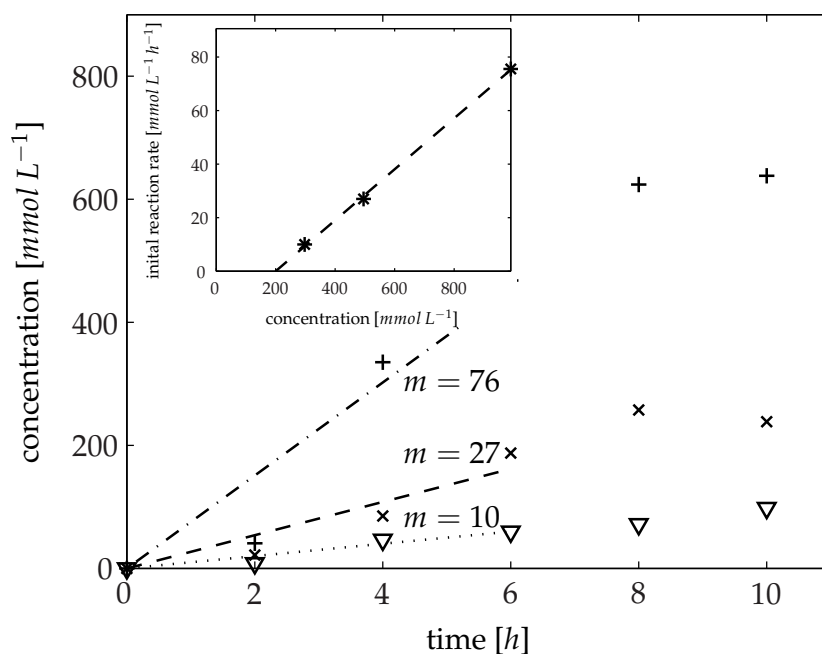 800
600
400
200
0
concentration [mmol L⁻¹]
80
60
40
20
0
inital reaction rate [mmol L⁻¹ h⁻¹]
0 200 400 600 800
concentration [mmol L⁻¹]
m = 76
m = 27
m = 10
0 2 4 6 8 10
time [h]